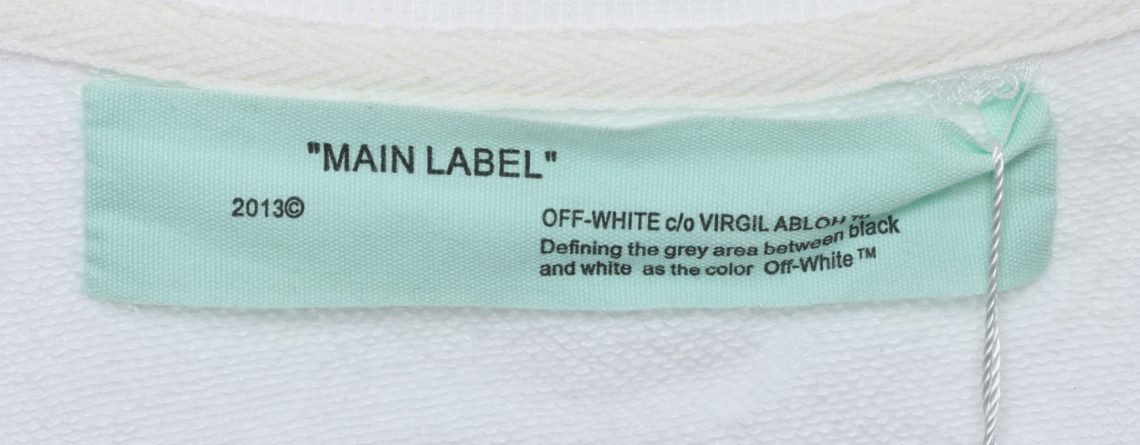 "MAIN LABEL"
2013©
OFF-WHITE c/o VIRGIL ABLOH™
Defining the grey area between black
and white as the color Off-White™